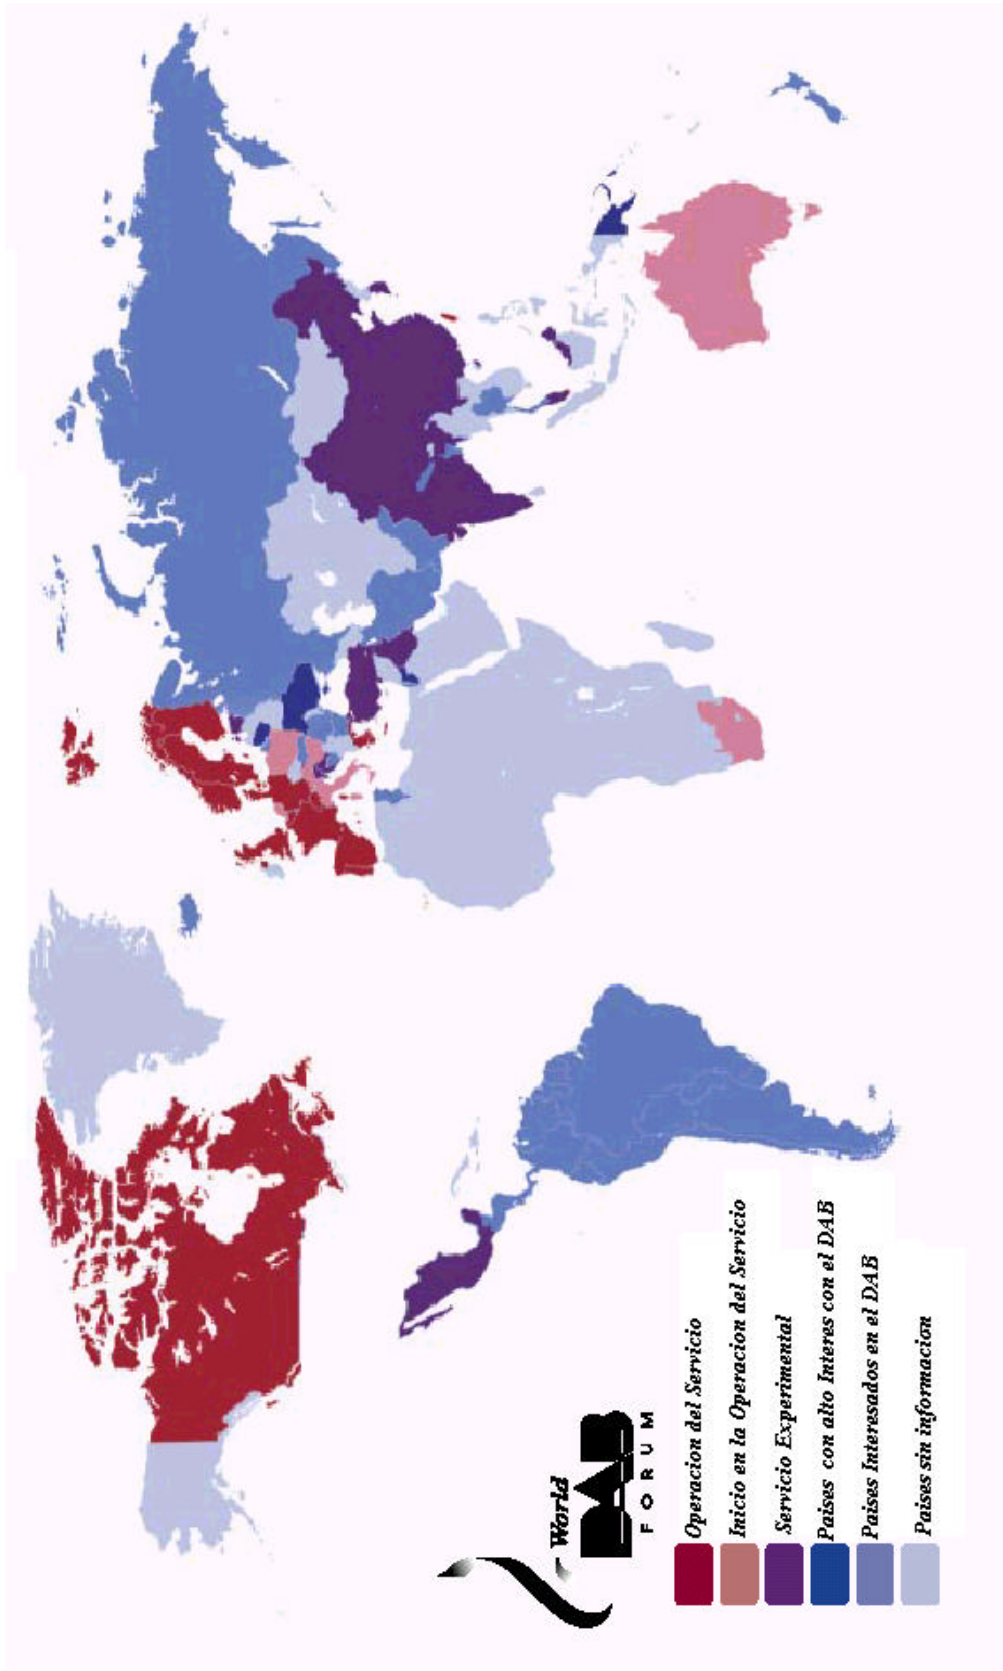 World
DAB
FORUM
Operacion del Servicio
Inicio en la Operacion del Servicio
Servicio Experimental
Paises con alto Interes con el DAB
Paises Interesados en el DAB
Paises sin informacion